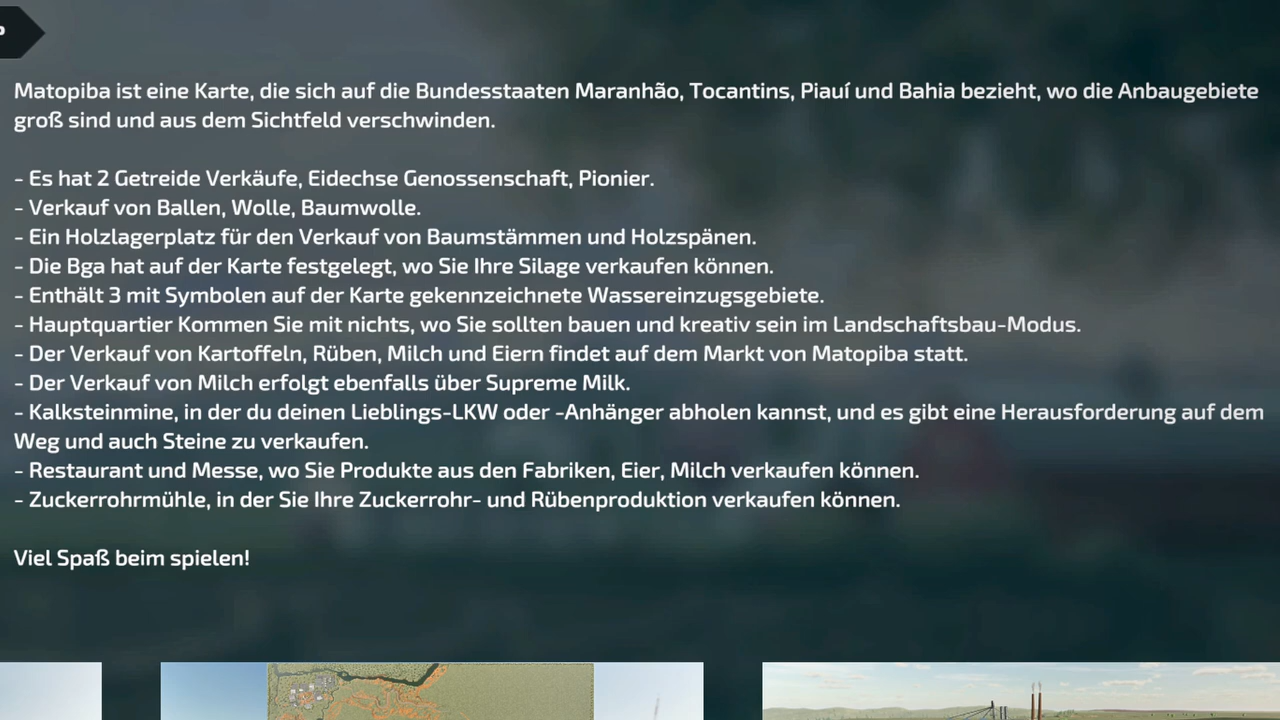 Matopiba ist eine Karte, die sich auf die Bundesstaaten Maranhão, Tocantins, Piauí und Bahia bezieht, wo die Anbaugebiete
groß sind und aus dem Sichtfeld verschwinden.
- Es hat 2 Getreide Verkäufe, Eidechse Genossenschaft, Pionier.
- Verkauf von Ballen, Wolle, Baumwolle.
- Ein Holzlagerplatz für den Verkauf von Baumstämmen und Holzspänen.
- Die Bga hat auf der Karte festgelegt, wo Sie Ihre Silage verkaufen können.
- Enthält 3 mit Symbolen auf der Karte gekennzeichnete Wassereinzugsgebiete.
- Hauptquartier Kommen Sie mit nichts, wo Sie sollten bauen und kreativ sein im Landschaftsbau-Modus.
- Der Verkauf von Kartoffeln, Rüben, Milch und Eiern findet auf dem Markt von Matopiba statt.
- Der Verkauf von Milch erfolgt ebenfalls über Supreme Milk.
- Kalksteinmine, in der du deinen Lieblings-LKW oder -Anhänger abholen kannst, und es gibt eine Herausforderung auf dem
Weg und auch Steine zu verkaufen.
- Restaurant und Messe, wo Sie Produkte aus den Fabriken, Eier, Milch verkaufen können.
- Zuckerrohrmühle, in der Sie Ihre Zuckerrohr- und Rübenproduktion verkaufen können.
Viel Spaß beim spielen!